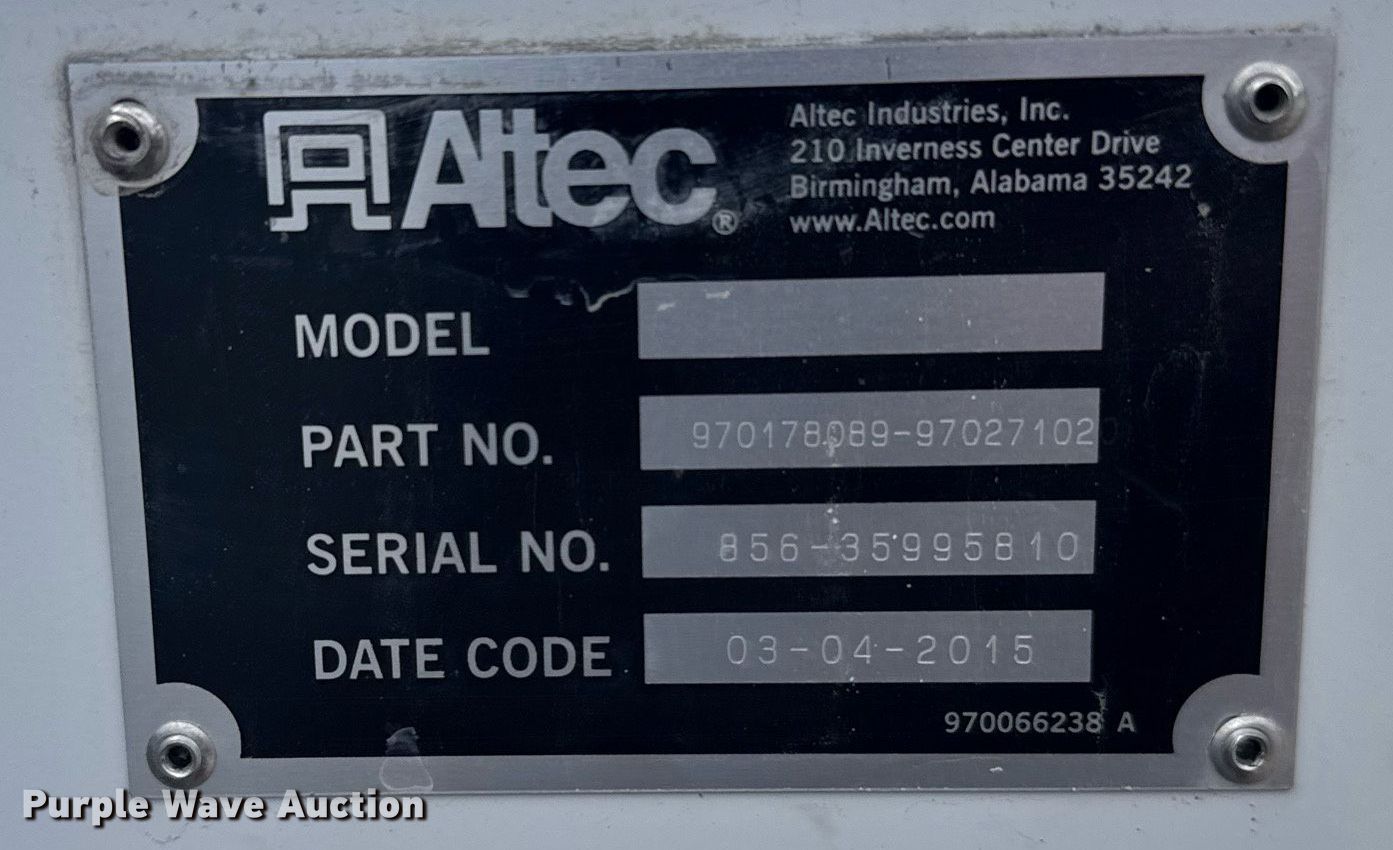 Altec®
Altec Industries, Inc.
210 Inverness Center Drive
Birmingham, Alabama 35242
www.Altec.com
MODEL
PART NO. 970178089-970271020
SERIAL NO. 856-35995810
DATE CODE 03-04-2015
970066238 A
Purple Wave Auction